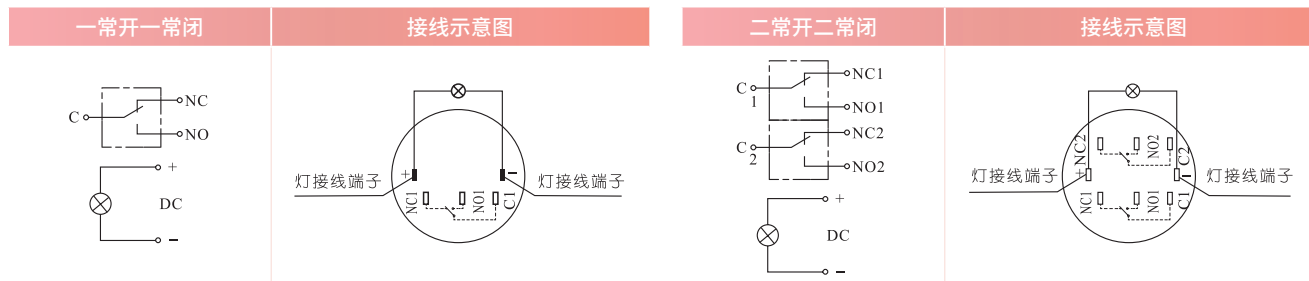 一常开一常闭
接线示意图
C
NC
NO
+
DC
−
+
−
灯接线端子
灯接线端子
NC1
NO1
C1
二常开二常闭
接线示意图
C
1
NC1
NO1
C
2
NC2
NO2
+
DC
−
NC2
NO2
C2
+
−
灯接线端子
灯接线端子
NC1
NO1
C1